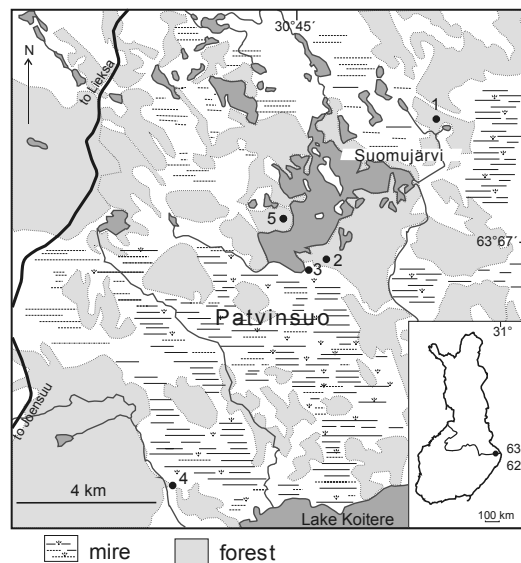 30°45´
N
to Lieksa
1
Suomujärvi
5
63°67´
2
3
Patvinsuo
31°
to Joensuu
63
62
4
4 km
100 km
Lake Koitere
mire
forest